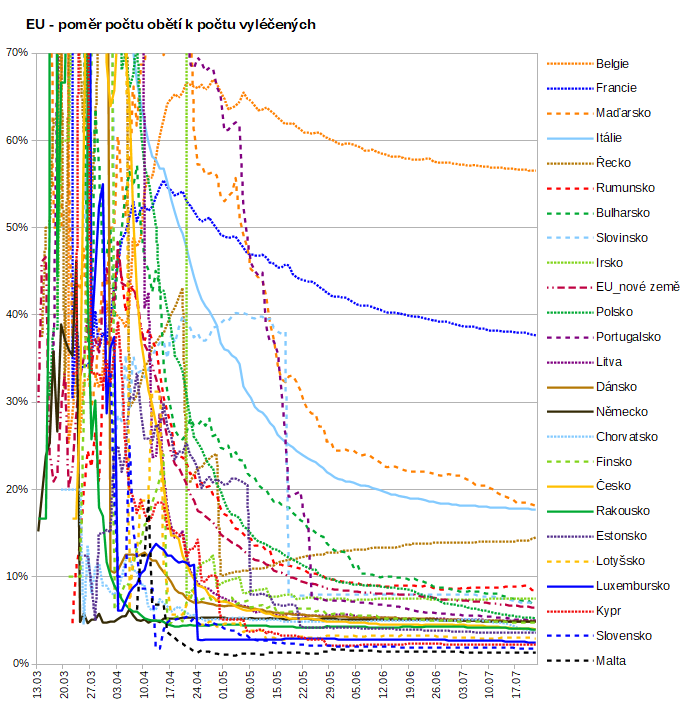 EU - poměr počtu obětí k počtu vyléčených
70%
60%
50%
40%
30%
20%
10%
0%
13.03
20.03
27.03
03.04
10.04
17.04
24.04
01.05
08.05
15.05
22.05
29.05
05.06
12.06
19.06
26.06
03.07
10.07
17.07
Belgie
Francie
Maďarsko
Itálie
Řecko
Rumunsko
Bulharsko
Slovinsko
Irsko
EU_nové země
Polsko
Portugalsko
Litva
Dánsko
Německo
Chorvatsko
Finsko
Česko
Rakousko
Estonsko
Lotyšsko
Luxembursko
Kypr
Slovensko
Malta